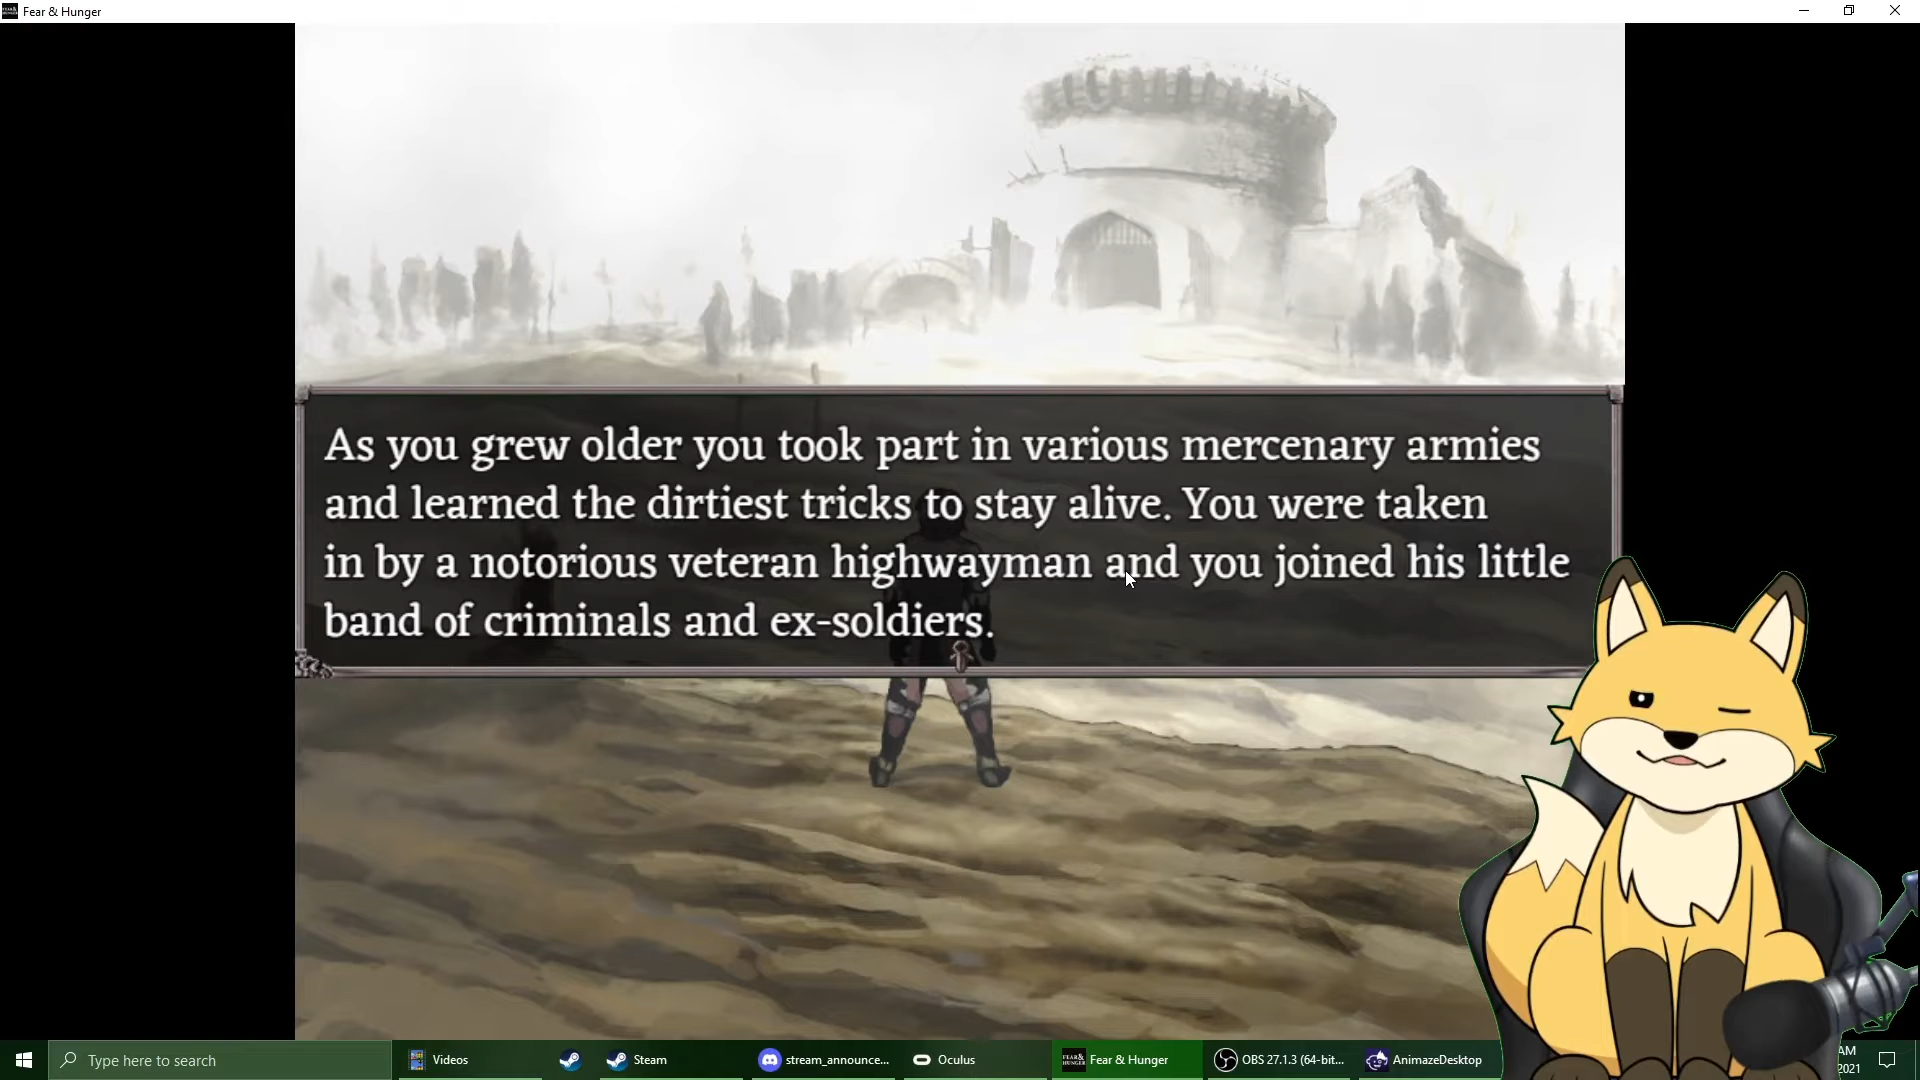 Fear & Hunger
As you grew older you took part in various mercenary armies
and learned the dirtiest tricks to stay alive. You were taken
in by a notorious veteran highwayman and you joined his little
band of criminals and ex-soldiers.
Type here to search
Videos
Steam
stream_announce...
Oculus
FEAR & HUNGER
Fear & Hunger
OBS 27.1.3 (64-bit...
AnimazeDesktop
AM
2021